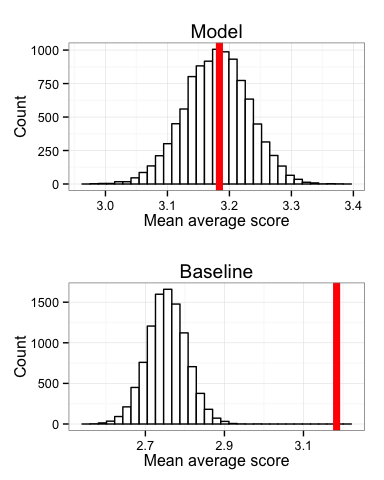 Model
1000
750
500
250
0
Count
3.0 3.1 3.2 3.3 3.4
Mean average score
Baseline
1500
1000
500
0
Count
2.7 2.9 3.1
Mean average score